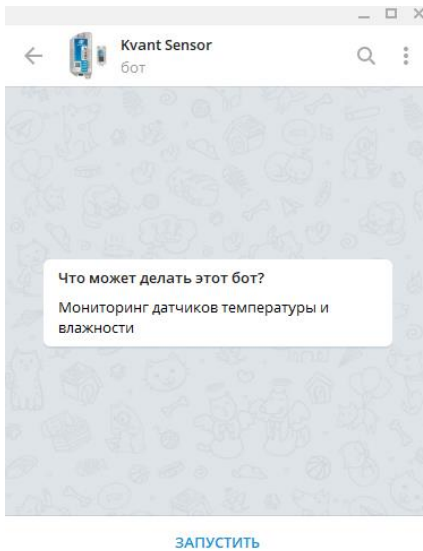 Kvant Sensor
бот
Что может делать этот бот?
Мониторинг датчиков температуры и
влажности
ЗАПУСТИТЬ